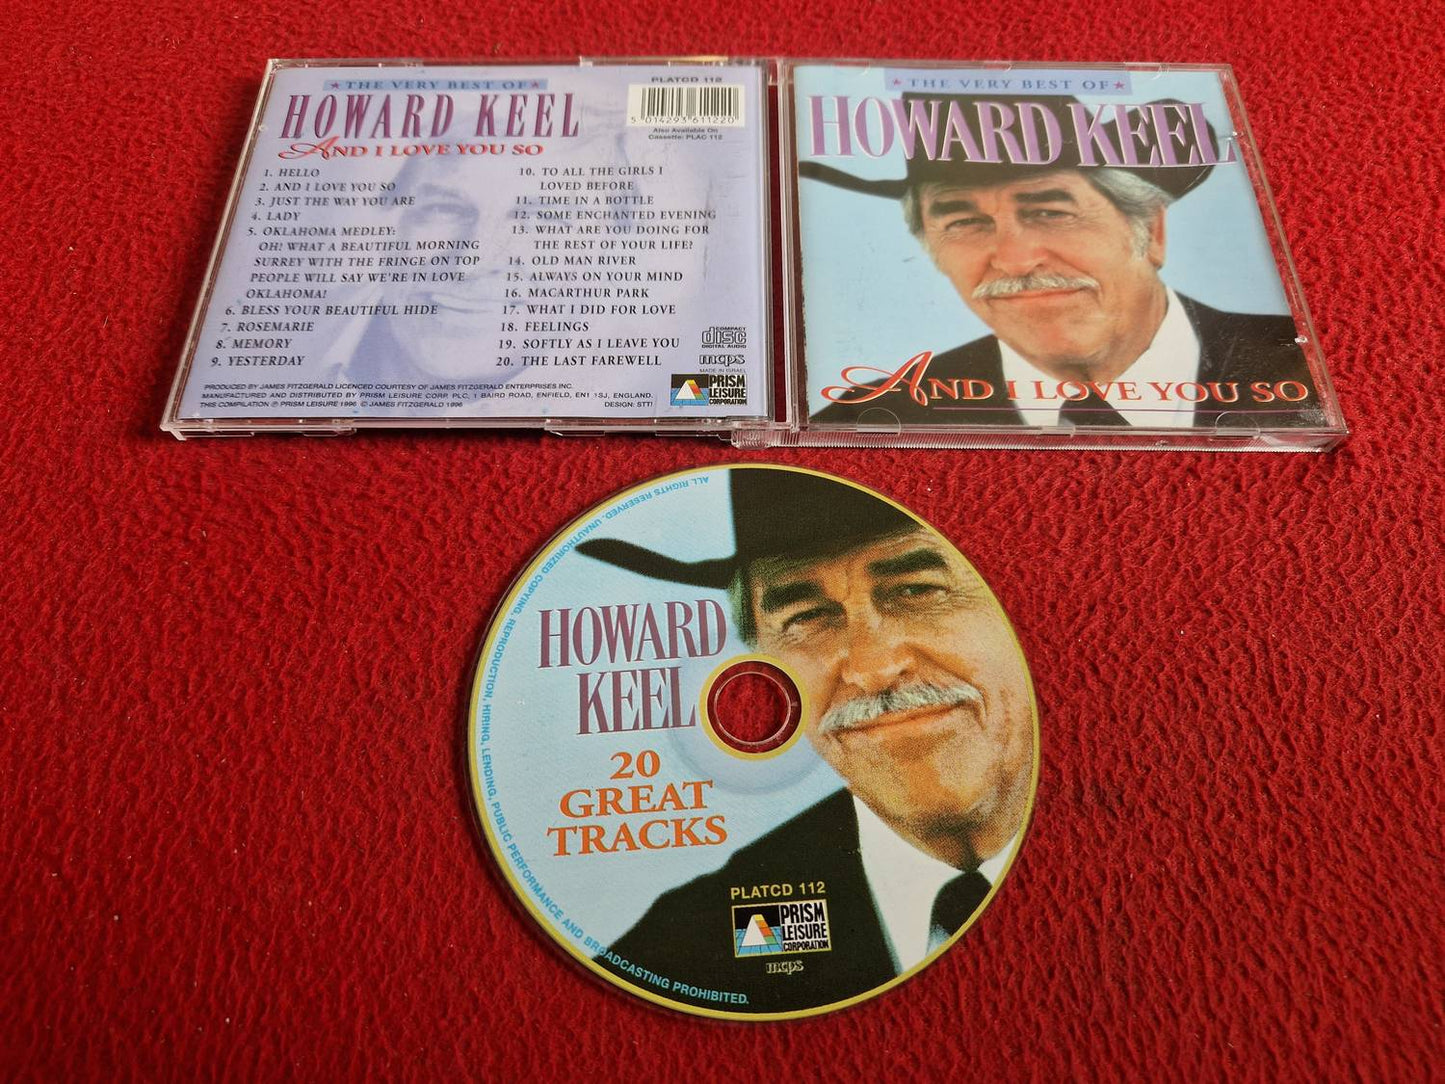 ★ THE VERY BEST OF ★
HOWARD KEEL
AND I LOVE YOU SO
PLATCD 112
5 014293 611220
Also Available On
Cassette: PLAC 112
1. HELLO
2. AND I LOVE YOU SO
3. JUST THE WAY YOU ARE
4. LADY
5. OKLAHOMA MEDLEY:
OH! WHAT A BEAUTIFUL MORNING
SURREY WITH THE FRINGE ON TOP
PEOPLE WILL SAY WE'RE IN LOVE
OKLAHOMA!
6. BLESS YOUR BEAUTIFUL HIDE
7. ROSEMARIE
8. MEMORY
9. YESTERDAY
10. TO ALL THE GIRLS I
LOVED BEFORE
11. TIME IN A BOTTLE
12. SOME ENCHANTED EVENING
13. WHAT ARE YOU DOING FOR
THE REST OF YOUR LIFE?
14. OLD MAN RIVER
15. ALWAYS ON YOUR MIND
16. MACARTHUR PARK
17. WHAT I DID FOR LOVE
18. FEELINGS
19. SOFTLY AS I LEAVE YOU
20. THE LAST FAREWELL
COMPACT
disc
DIGITAL AUDIO
mcps
MADE IN ISRAEL
PRISM
LEISURE
CORPORATION
PRODUCED BY JAMES FITZGERALD LICENCED COURTESY OF JAMES FITZGERALD ENTERPRISES INC.
MANUFACTURED AND DISTRIBUTED BY PRISM LEISURE CORP. PLC, 1 BAIRD ROAD, ENFIELD, EN1 1SJ, ENGLAND.
THIS COMPILATION ℗ PRISM LEISURE 1996 © JAMES FITZGERALD 1996
DESIGN: STT!
★ THE VERY BEST OF ★
HOWARD KEEL
AND I LOVE YOU SO
HOWARD
KEEL
20
GREAT
TRACKS
PLATCD 112
PRISM
LEISURE
CORPORATION
mcps
ALL RIGHTS RESERVED. UNAUTHORIZED COPYING, REPRODUCTION, HIRING, LENDING, PUBLIC PERFORMANCE AND BROADCASTING PROHIBITED.